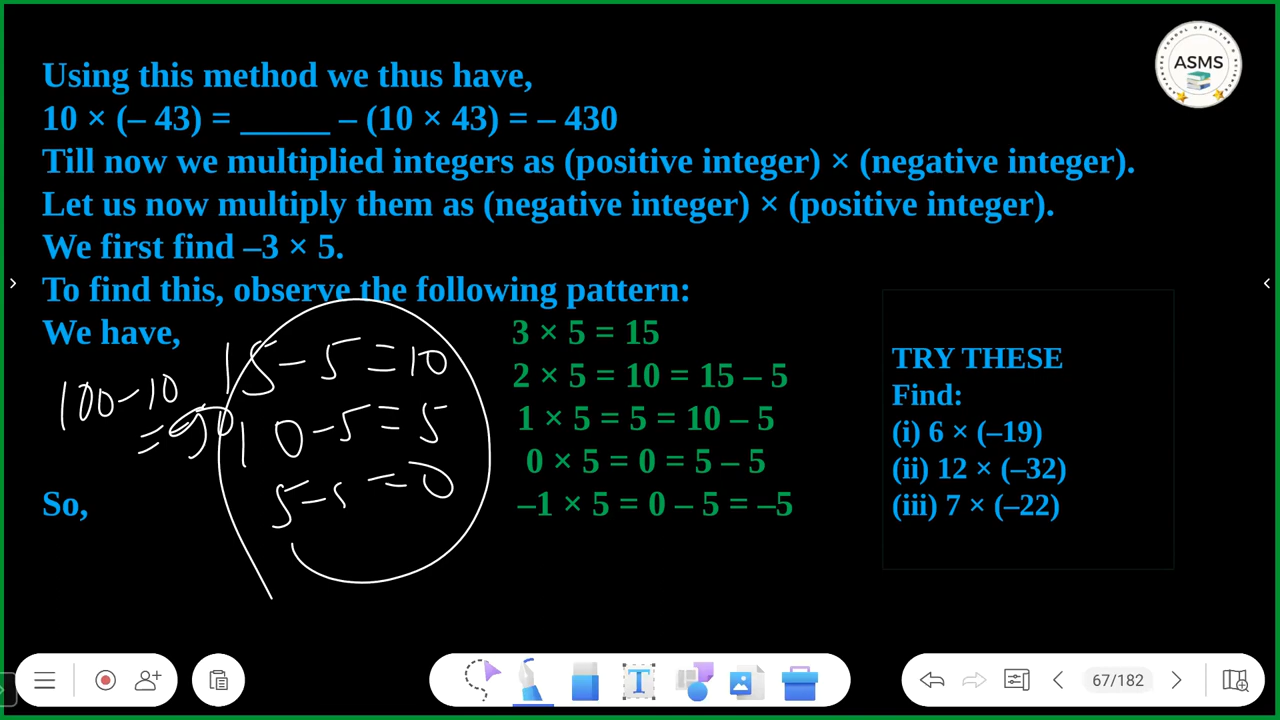 SCHOOL OF MATHS
ASMS
Using this method we thus have,
10 × (– 43) = _____ – (10 × 43) = – 430
Till now we multiplied integers as (positive integer) × (negative integer).
Let us now multiply them as (negative integer) × (positive integer).
We first find –3 × 5.
To find this, observe the following pattern:
We have,
3 × 5 = 15
2 × 5 = 10 = 15 – 5
1 × 5 = 5 = 10 – 5
0 × 5 = 0 = 5 – 5
So,
–1 × 5 = 0 – 5 = –5
15 – 5 = 10
10 – 5 = 5
5 – 5 = 0
100 – 10
= 90
TRY THESE
Find:
(i) 6 × (–19)
(ii) 12 × (–32)
(iii) 7 × (–22)
T
67/182